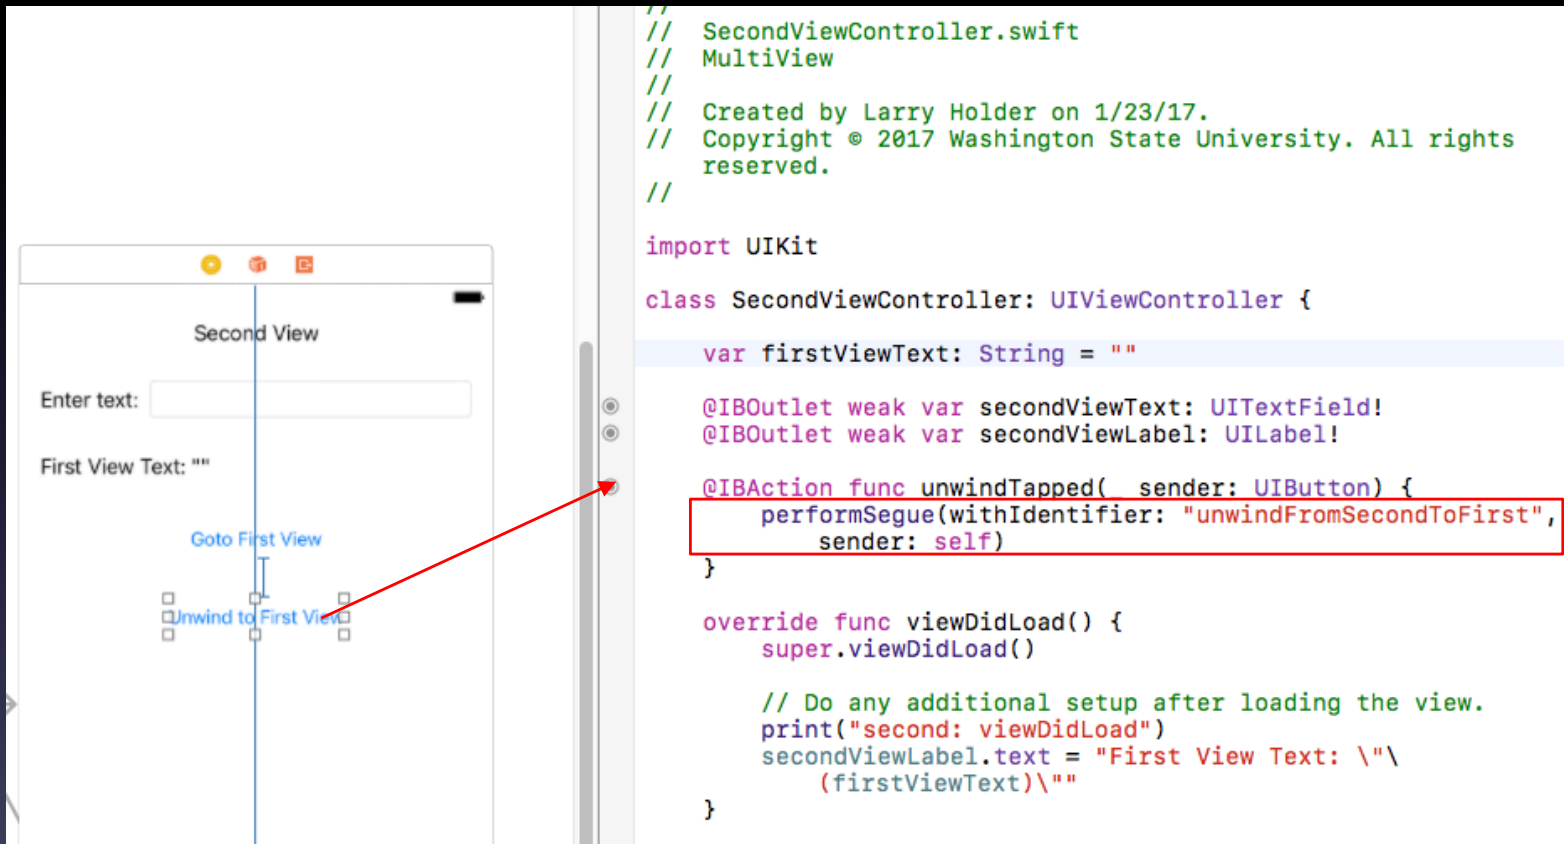 Second View
Enter text:
First View Text: ""
Goto First View
Unwind to First View
//
//  SecondViewController.swift
//  MultiView
//
//  Created by Larry Holder on 1/23/17.
//  Copyright © 2017 Washington State University. All rights
    reserved.
//
import UIKit
class SecondViewController: UIViewController {
    var firstViewText: String = ""
    @IBOutlet weak var secondViewText: UITextField!
    @IBOutlet weak var secondViewLabel: UILabel!
    @IBAction func unwindTapped(_ sender: UIButton) {
        performSegue(withIdentifier: "unwindFromSecondToFirst",
            sender: self)
    }
    override func viewDidLoad() {
        super.viewDidLoad()
        // Do any additional setup after loading the view.
        print("second: viewDidLoad")
        secondViewLabel.text = "First View Text: \"\
            (firstViewText)\""
    }